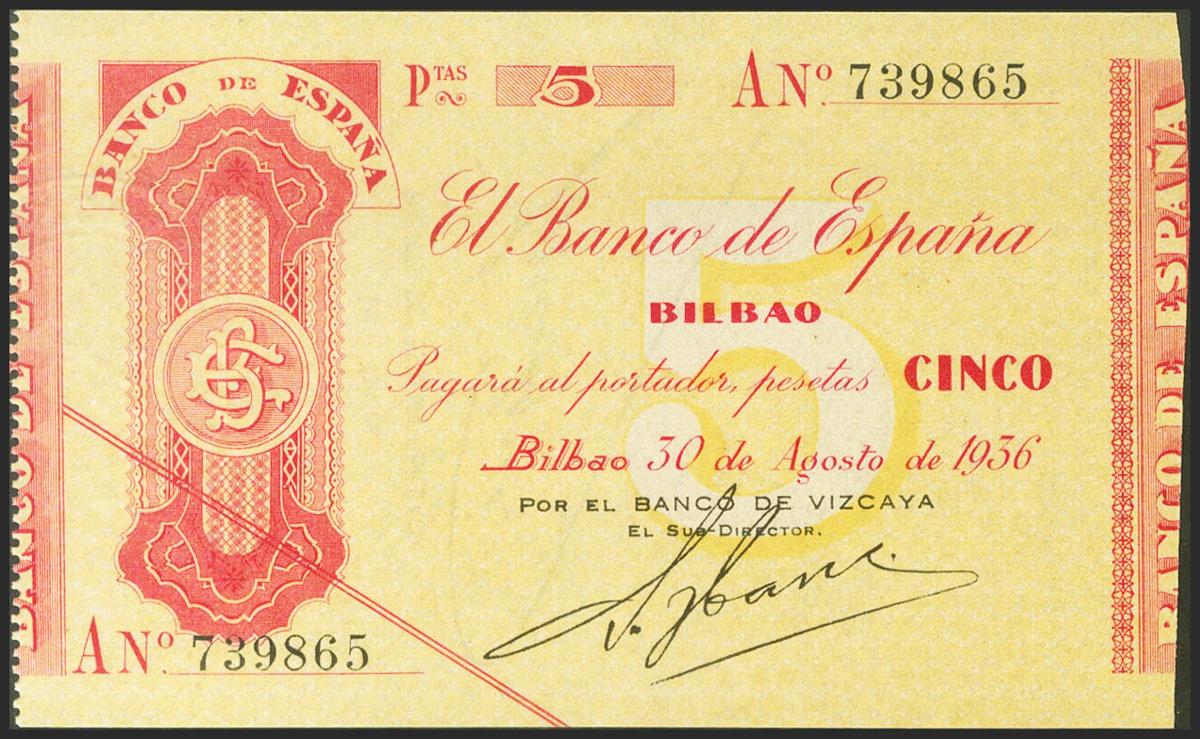 BANCO DE ESPAÑA
PTAS 5
A Nº. 739865
El Banco de España
5
BILBAO
Pagará al portador, pesetas CINCO
Bilbao 30 de Agosto de 1936
POR EL BANCO DE VIZCAYA
EL SUB-DIRECTOR.
A Nº. 739865
BANCO DE ESPAÑA
BANCO DE ESPAÑA